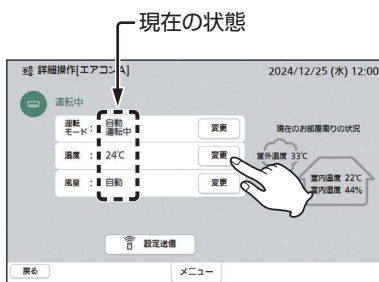 現在の状態
詳細操作[エアコンA]
2024/12/25 (水) 12:00
運転中
運転モード： 自動運転中 変更
温度 ： 24℃ 変更
風量 ： 自動 変更
現在のお部屋周りの状況
室外温度 33℃
室内温度 22℃
室内湿度 44%
設定送信
戻る
メニュー